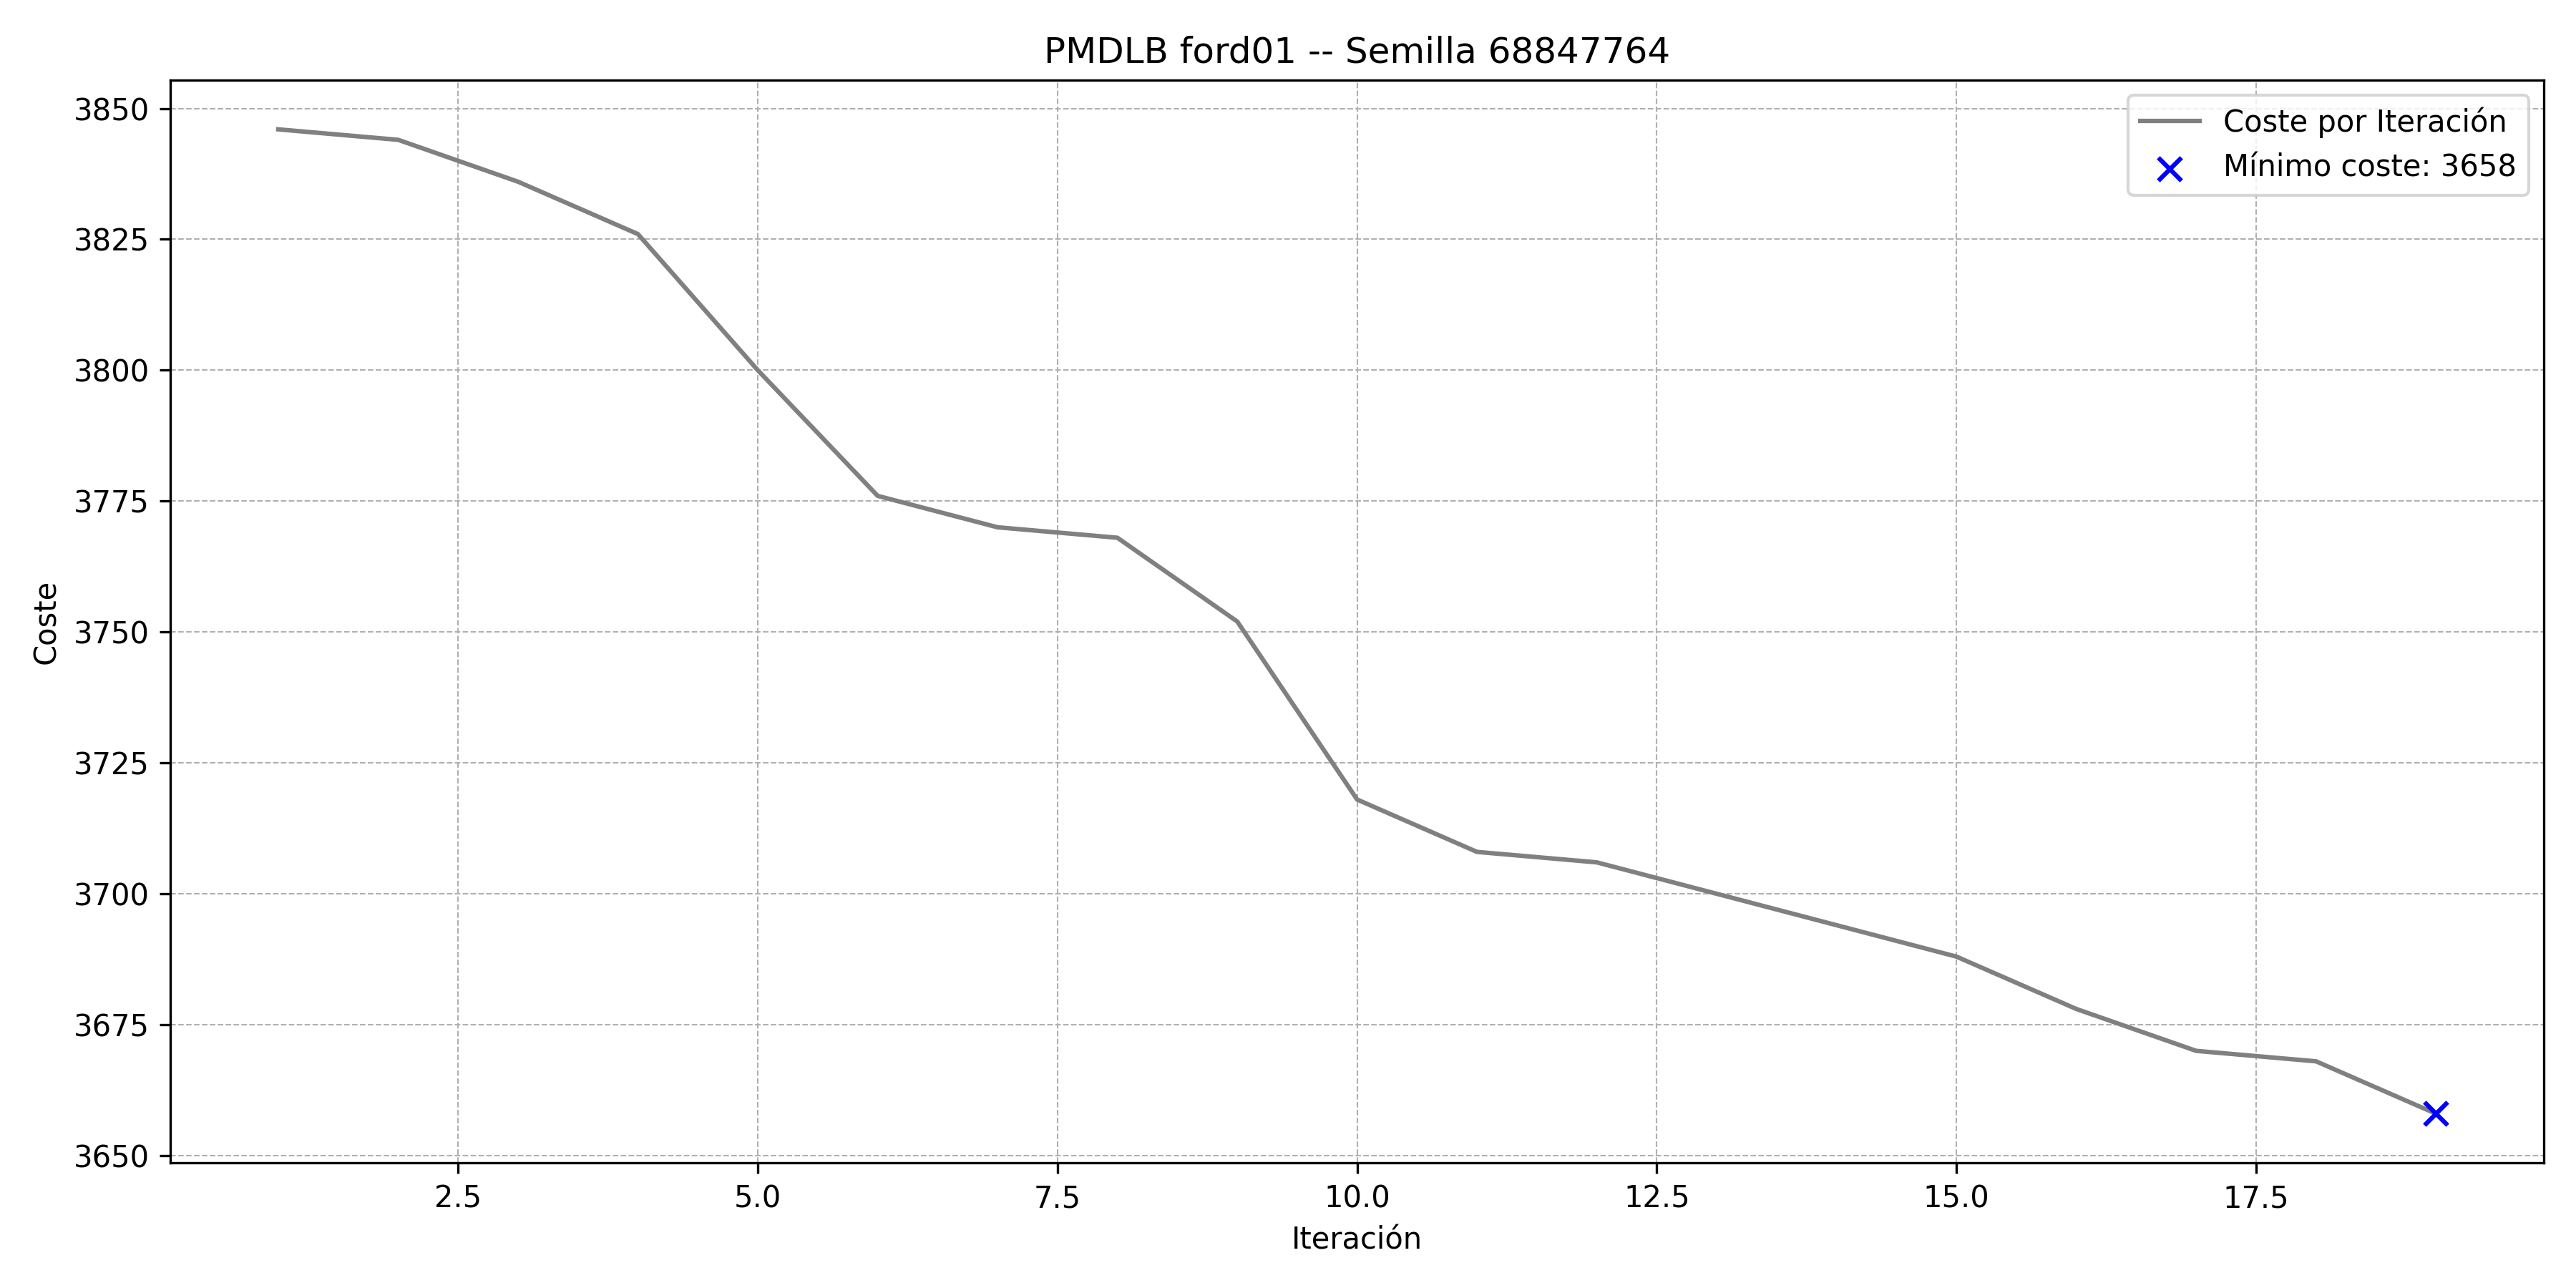 PMDLB ford01 -- Semilla 68847764
Coste por Iteración
Mínimo coste: 3658
3850
3825
3800
3775
3750
3725
3700
3675
3650
Coste
2.5 5.0 7.5 10.0 12.5 15.0 17.5
Iteración